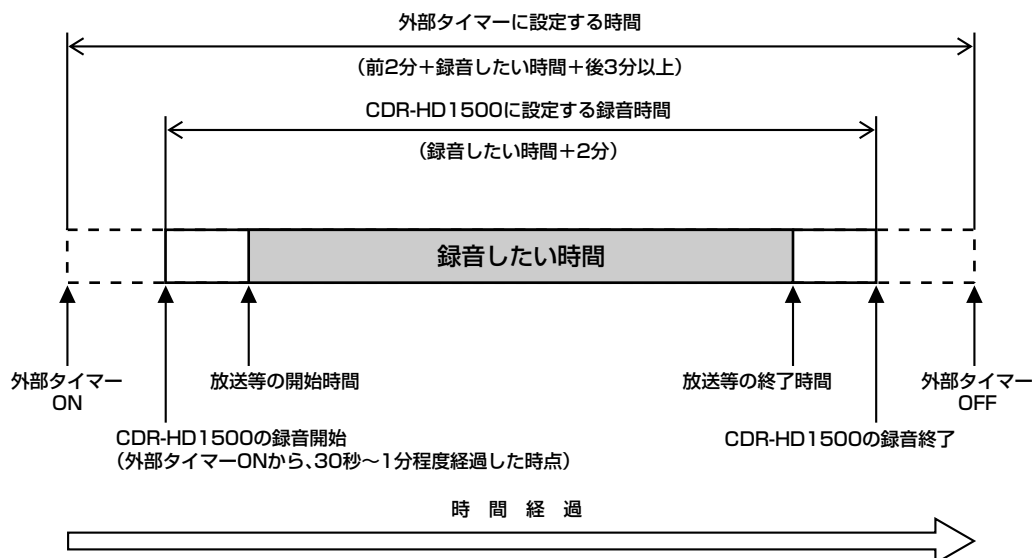 外部タイマーに設定する時間
（前2分＋録音したい時間＋後3分以上）
CDR-HD1500に設定する録音時間
（録音したい時間＋2分）
録音したい時間
外部タイマー
ON
放送等の開始時間
放送等の終了時間
外部タイマー
OFF
CDR-HD1500の録音開始
（外部タイマーONから、30秒～1分程度経過した時点）
CDR-HD1500の録音終了
時 間 経 過